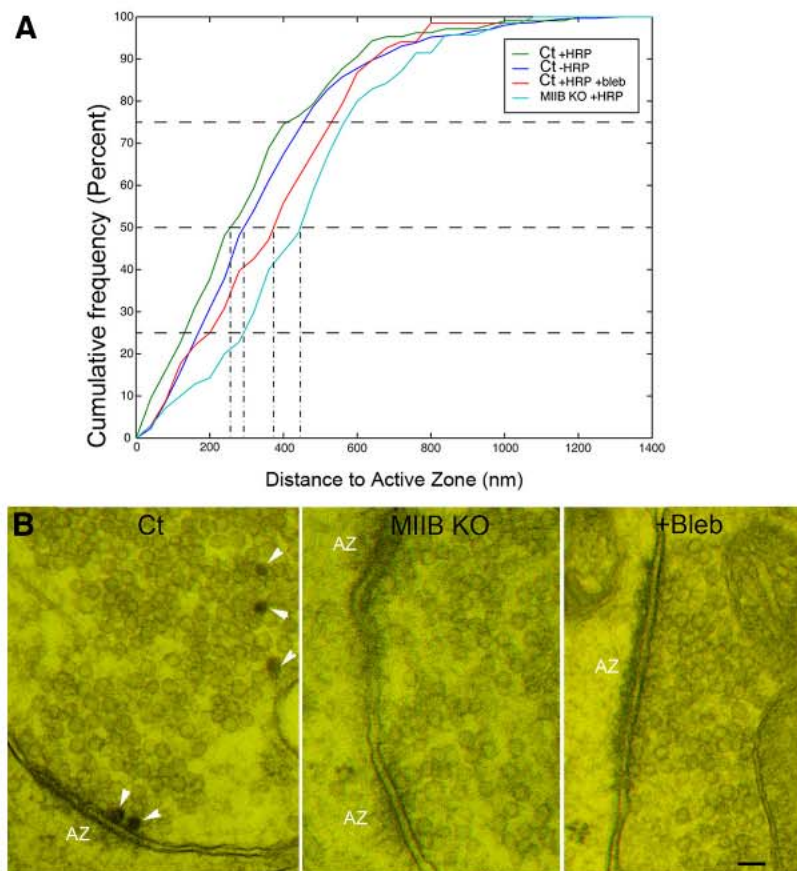 A
100
90
80
70
60
50
40
30
20
10
0
Cumulative frequency (Percent)
Ct +HRP
Ct -HRP
Ct +HRP +bleb
MIIB KO +HRP
0 200 400 600 800 1000 1200 1400
Distance to Active Zone (nm)
B
Ct
MIIB KO
+Bleb
AZ
AZ
AZ
AZ